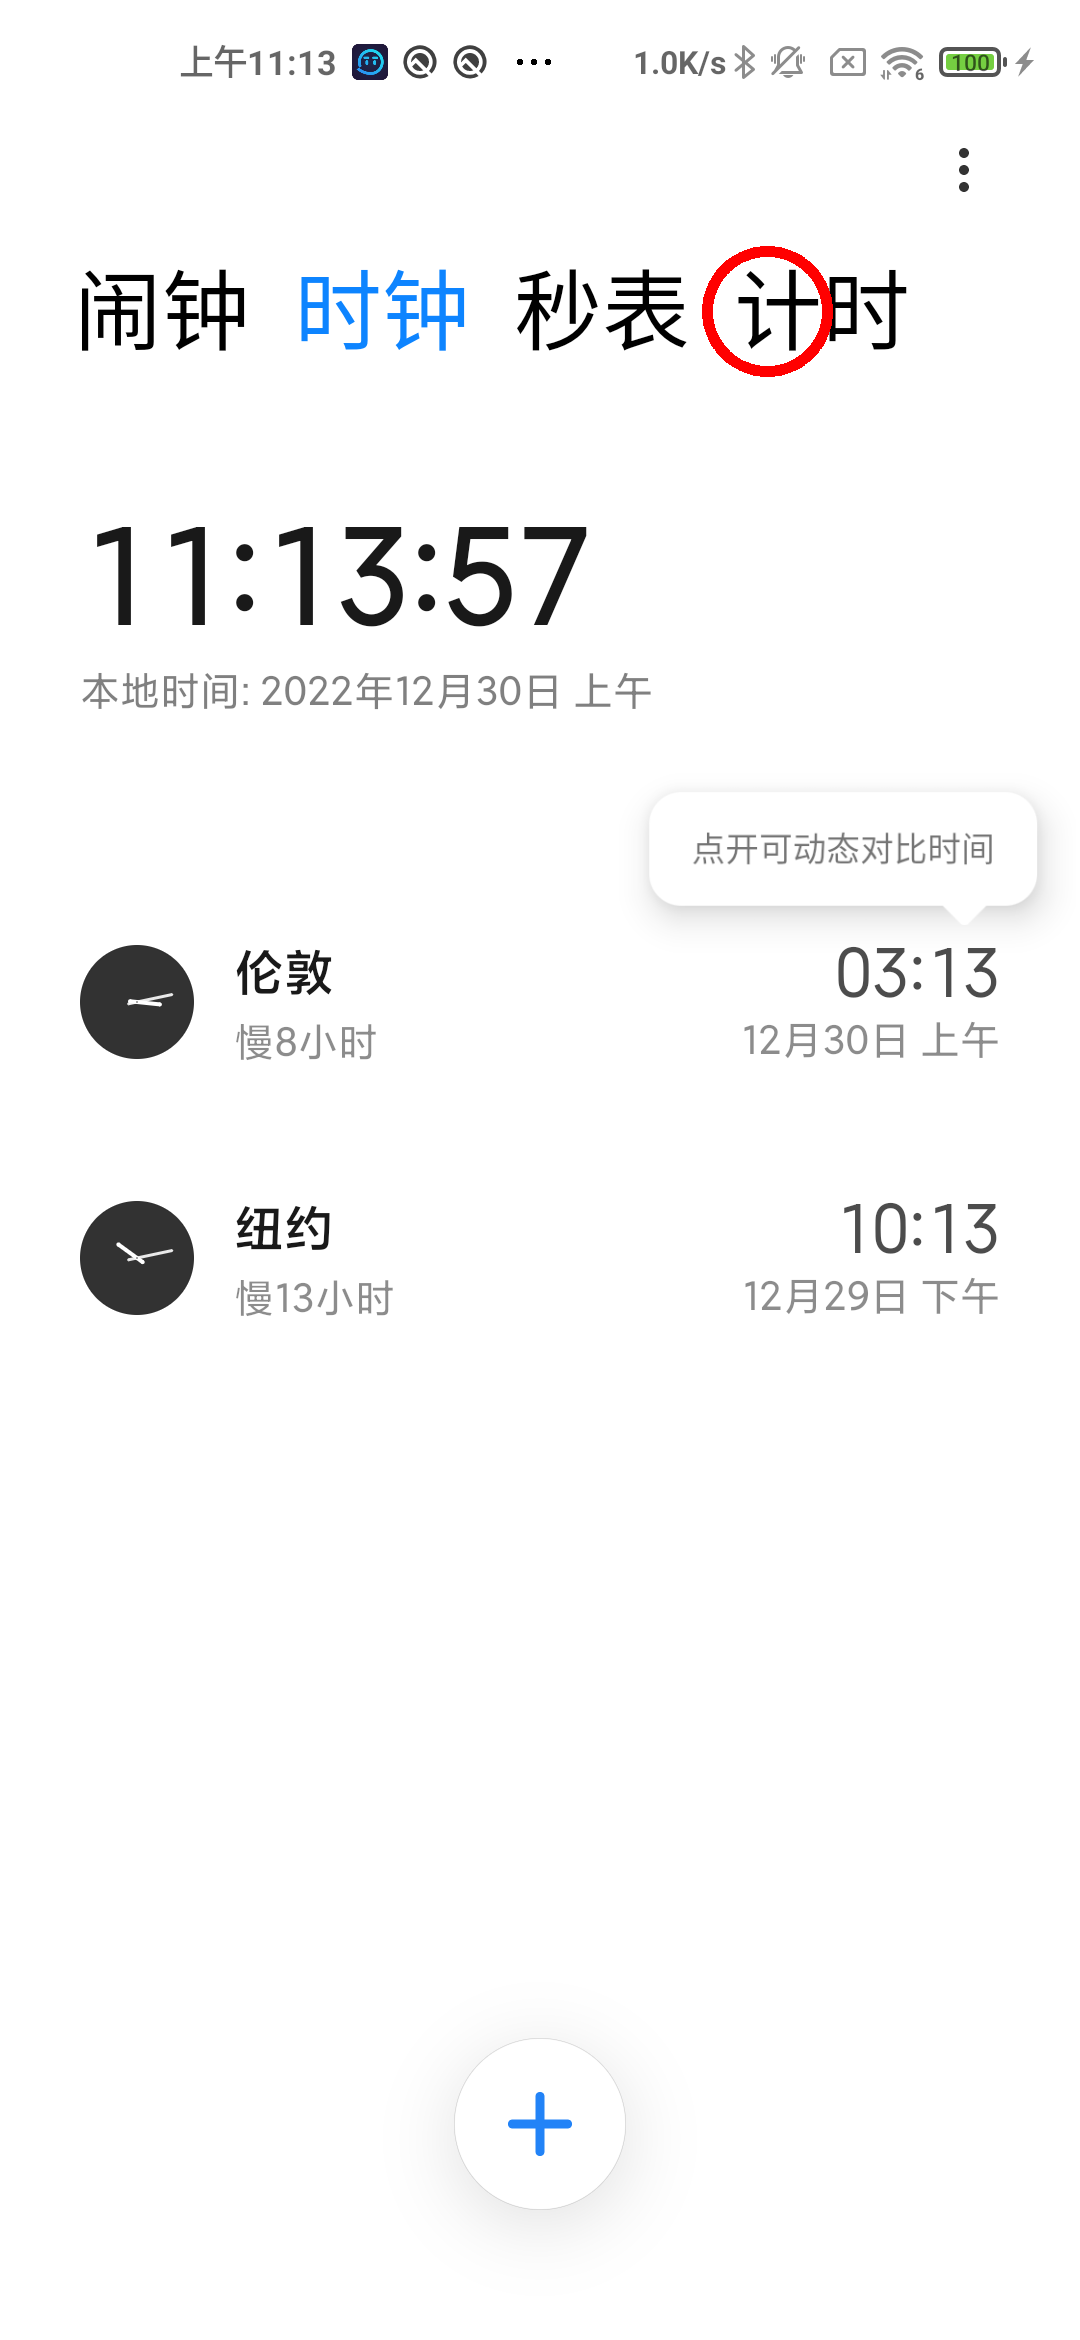 上午11:13 ... 1.0K/s 6 100
闹钟 时钟 秒表 计时
11:13:57
本地时间: 2022年12月30日 上午
点开可动态对比时间
伦敦 03:13
慢8小时 12月30日 上午
纽约 10:13
慢13小时 12月29日 下午